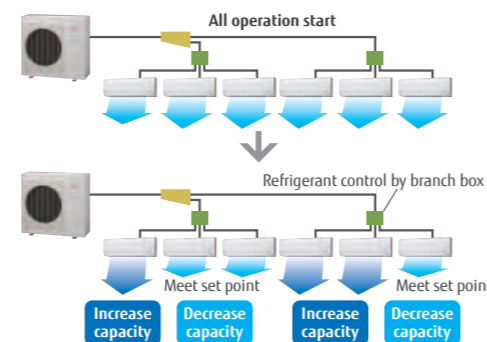 All operation start
Refrigerant control by branch box
Meet set point
Meet set poin
Increase
capacity
Decrease
capacity
Increase
capacity
Decrease
capacity